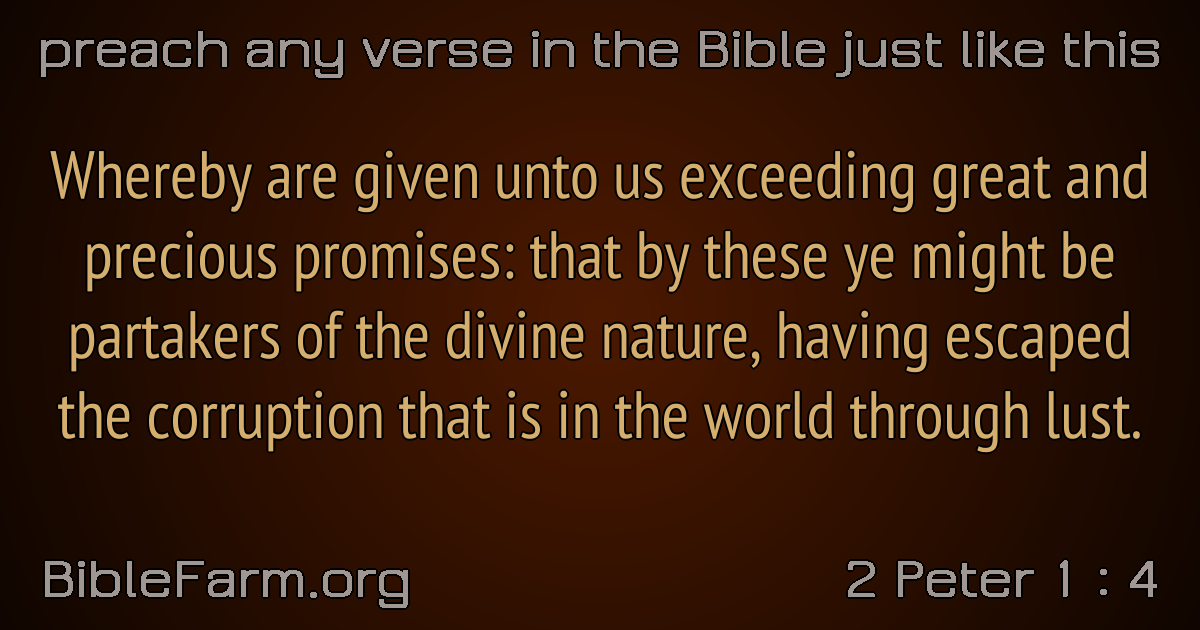 preach any verse in the Bible just like this
Whereby are given unto us exceeding great and
precious promises: that by these ye might be
partakers of the divine nature, having escaped
the corruption that is in the world through lust.
BibleFarm.org
2 Peter 1 : 4